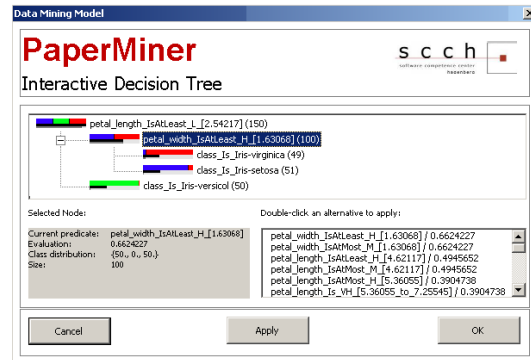 Data Mining Model
PaperMiner
s c c h
software competence center
hagenberg
Interactive Decision Tree
petal_length_IsAtLeast_L_[2.54217] (150)
petal_width_IsAtLeast_H_[1.63068] (100)
class_Is_Iris-virginica (49)
class_Is_Iris-setosa (51)
class_Is_Iris-versicol (50)
Selected Node:
Double-click an alternative to apply:
Current predicate: petal_width_IsAtLeast_H_[1.63068]
Evaluation: 0.6624227
Class distribution: {50., 0., 50.}
Size: 100
petal_width_IsAtLeast_H_[1.63068] / 0.6624227
petal_width_IsAtMost_M_[1.63068] / 0.6624227
petal_length_IsAtLeast_H_[4.62117] / 0.4945652
petal_length_IsAtMost_M_[4.62117] / 0.4945652
petal_length_IsAtMost_H_[5.36055] / 0.3904738
petal_length_Is_VH_[5.36055_to_7.25545] / 0.3904738
Cancel
Apply
OK